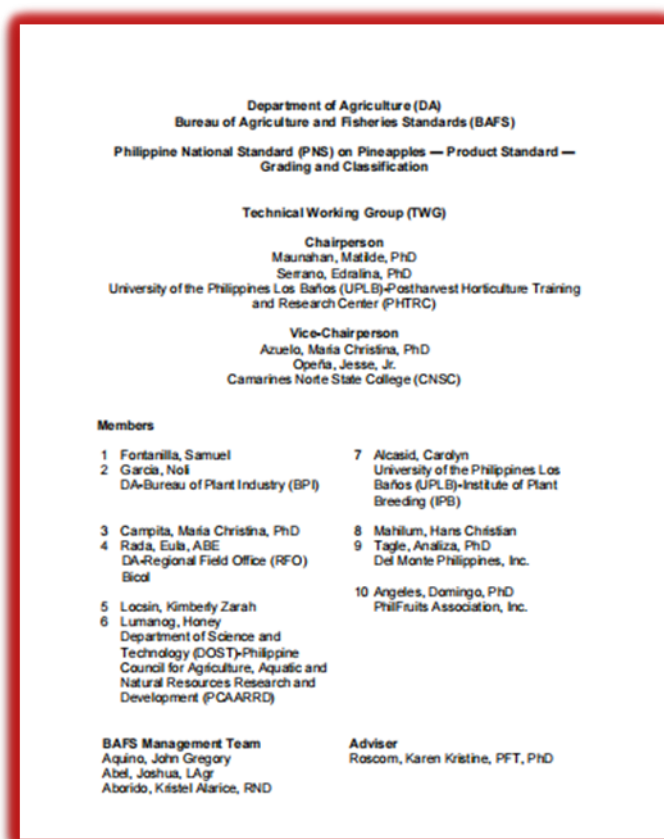 Department of Agriculture (DA)
Bureau of Agriculture and Fisheries Standards (BAFS)
Philippine National Standard (PNS) on Pineapples — Product Standard —
Grading and Classification
Technical Working Group (TWG)
Chairperson
Maunahan, Matilde, PhD
Serrano, Edralina, PhD
University of the Philippines Los Baños (UPLB)-Postharvest Horticulture Training
and Research Center (PHTRC)
Vice-Chairperson
Azuelo, Maria Christina, PhD
Opeña, Jesse, Jr.
Camarines Norte State College (CNSC)
Members
1 Fontanilla, Samuel
2 Garcia, Noli
DA-Bureau of Plant Industry (BPI)
3 Campita, Maria Christina, PhD
4 Rada, Eula, ABE
DA-Regional Field Office (RFO)
Bicol
5 Locsin, Kimberly Zarah
6 Lumanog, Honey
Department of Science and
Technology (DOST)-Philippine
Council for Agriculture, Aquatic and
Natural Resources Research and
Development (PCAARRD)
7 Alcasid, Carolyn
University of the Philippines Los
Baños (UPLB)-Institute of Plant
Breeding (IPB)
8 Mahilum, Hans Christian
9 Tagle, Analiza, PhD
Del Monte Philippines, Inc.
10 Angeles, Domingo, PhD
PhilFruits Association, Inc.
BAFS Management Team
Aquino, John Gregory
Abel, Joshua, LAgr
Aborido, Kristel Alarice, RND
Adviser
Roscom, Karen Kristine, PFT, PhD